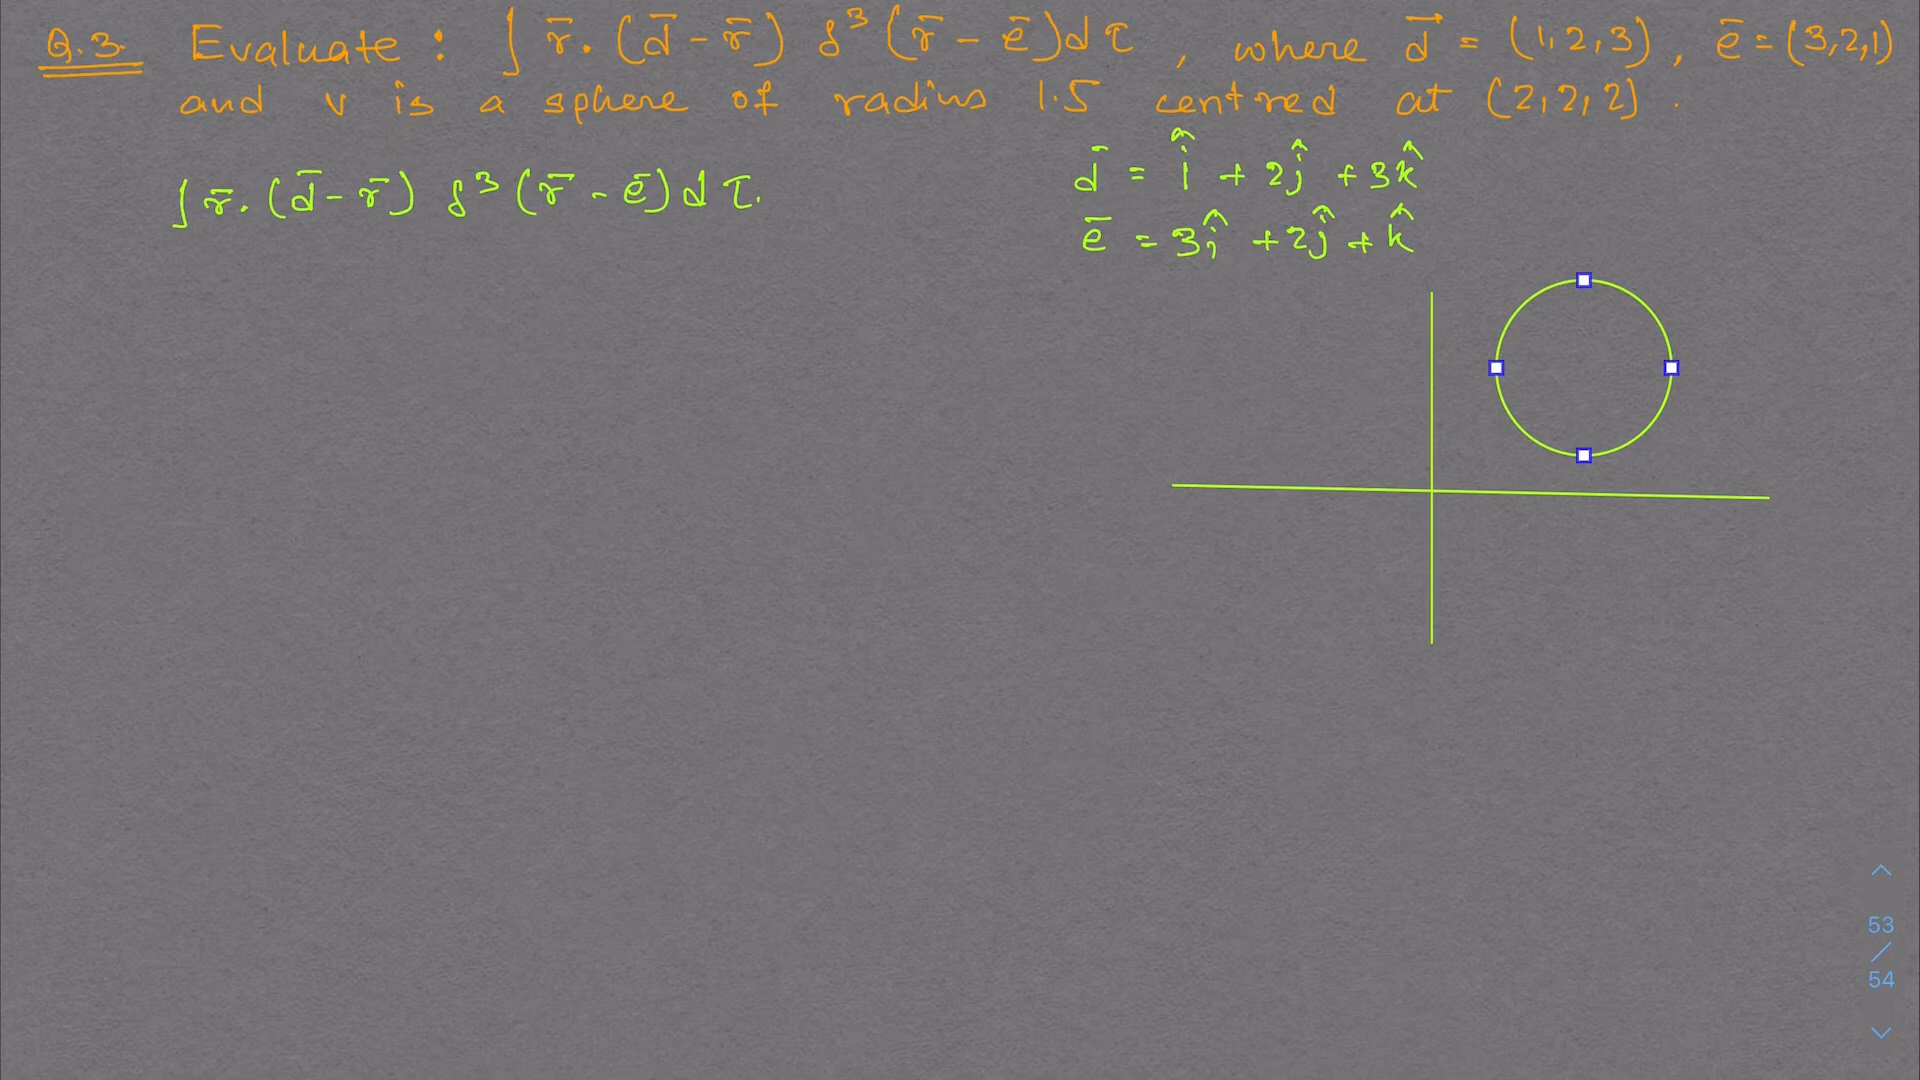 Q.3. Evaluate : ∫ r̄. (d̄ - r̄) δ³ (r̄ - ē) dτ , where d⃗ = (1,2,3), ē = (3,2,1)
and v is a sphere of radius 1.5 centred at (2,2,2) .
∫ r̄. (d̄ - r̄) δ³ (r̄ - ē) dτ.
d̄ = î + 2ĵ + 3k̂
ē = 3î + 2ĵ + k̂
53
/
54